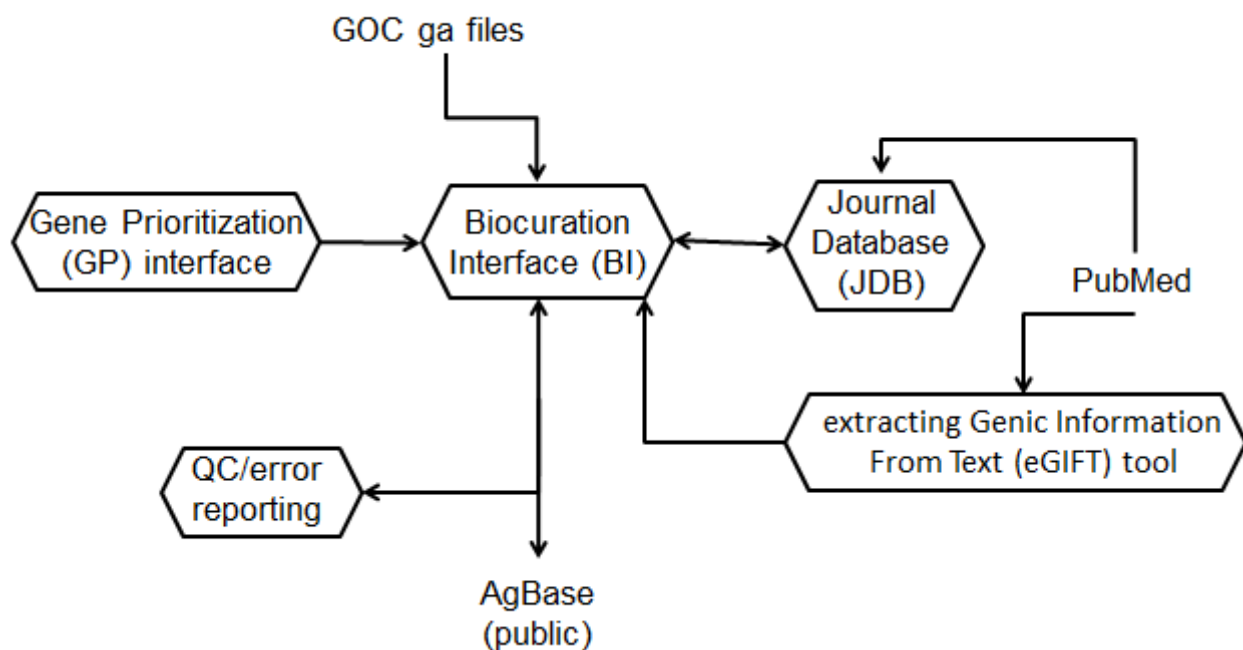 GOC ga files
Gene Prioritization
(GP) interface
Biocuration
Interface (BI)
Journal
Database
(JDB)
PubMed
extracting Genic Information
From Text (eGIFT) tool
QC/error
reporting
AgBase
(public)